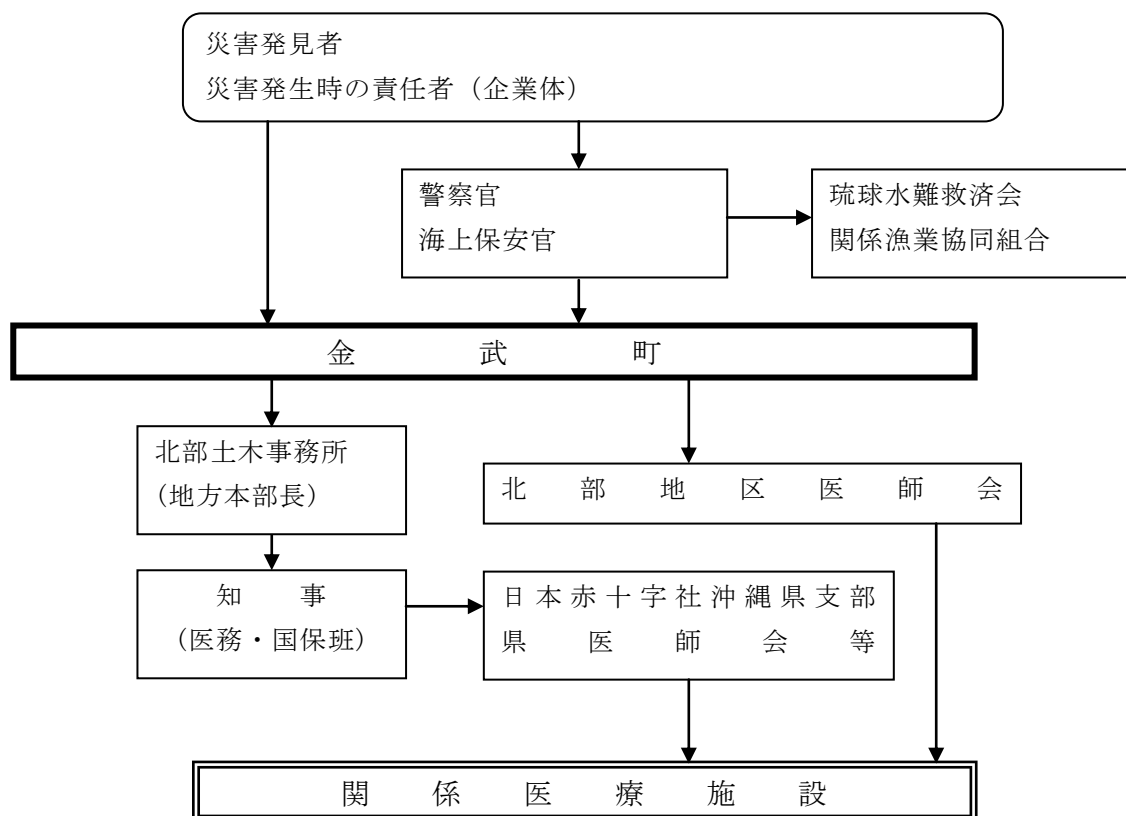 災害発見者
災害発生時の責任者（企業体）
警察官
海上保安官
琉球水難救済会
関係漁業協同組合
金武町
北部土木事務所
(地方本部長)
北部地区医師会
知事
(医務・国保班)
日本赤十字社沖縄県支部
県医師会等
関係医療施設